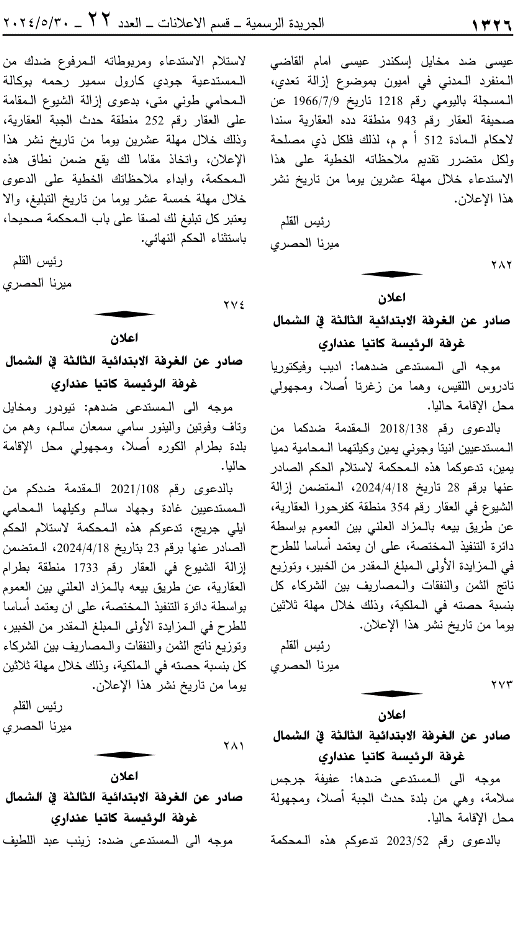 ١٣٢٦
الجريدة الرسمية ـ قسم الاعلانات ـ العدد ٢٢ ـ ٢٠٢٤/٥/٣٠
عيسى ضد مخايل إسكندر عيسى امام القاضي
المنفرد المدني في اميون بموضوع إزالة تعدي،
المسجلة باليومي رقم 1218 تاريخ 1966/7/9 عن
صحيفة العقار رقم 943 منطقة دده العقارية سندا
لاحكام المادة 512 أ م م، لذلك فلكل ذي مصلحة
ولكل متضرر تقديم ملاحظاته الخطية على هذا
الاستدعاء خلال مهلة عشرين يوما من تاريخ نشر
هذا الإعلان.
رئيس القلم
ميرنا الحصري
٢٨٢
اعلان
صادر عن الغرفة الابتدائية الثالثة في الشمال
غرفة الرئيسة كاتيا عنداري
موجه الى المستدعى ضدهما: اديب وفيكتوريا
تادروس اللقيس، وهما من زغرتا أصلا، ومجهولي
محل الإقامة حاليا.
بالدعوى رقم 2018/138 المقدمة ضدكما من
المستدعيين انيتا وجوني يمين وكيلتهما المحامية دميا
يمين، تدعوكما هذه المحكمة لاستلام الحكم الصادر
عنها برقم 28 تاريخ 2024/4/18، المتضمن إزالة
الشيوع في العقار رقم 354 منطقة كفرحورا العقارية،
عن طريق بيعه بالمزاد العلني بين العموم بواسطة
دائرة التنفيذ المختصة، على ان يعتمد أساسا للطرح
في المزايدة الأولى المبلغ المقدر من الخبير، وتوزيع
ناتج الثمن والنفقات والمصاريف بين الشركاء كل
بنسبة حصته في الملكية، وذلك خلال مهلة ثلاثين
يوما من تاريخ نشر هذا الإعلان.
رئيس القلم
ميرنا الحصري
٢٧٣
اعلان
صادر عن الغرفة الابتدائية الثالثة في الشمال
غرفة الرئيسة كاتيا عنداري
موجه الى المستدعى ضدها: عفيفة جرجس
سلامة، وهي من بلدة حدث الجبة أصلا، ومجهولة
محل الإقامة حاليا.
بالدعوى رقم 2023/52 تدعوكم هذه المحكمة
لاستلام الاستدعاء ومربوطاته المرفوع ضدك من
المستدعية جودي كارول سمير رحمه بوكالة
المحامي طوني متى، بدعوى إزالة الشيوع المقامة
على العقار رقم 252 منطقة حدث الجبة العقارية،
وذلك خلال مهلة عشرين يوما من تاريخ نشر هذا
الإعلان، واتخاذ مقاما لك يقع ضمن نطاق هذه
المحكمة، وابداء ملاحظاتك الخطية على الدعوى
خلال مهلة خمسة عشر يوما من تاريخ التبليغ، والا
يعتبر كل تبليغ لك لصقا على باب المحكمة صحيحا،
باستثناء الحكم النهائي.
رئيس القلم
ميرنا الحصري
٢٧٤
اعلان
صادر عن الغرفة الابتدائية الثالثة في الشمال
غرفة الرئيسة كاتيا عنداري
موجه الى المستدعى ضدهم: تيودور ومخايل
وتاف وفوتين والينور سامي سمعان سالم، وهم من
بلدة بطرام الكوره أصلا، ومجهولي محل الإقامة
حاليا.
بالدعوى رقم 2021/108 المقدمة ضدكم من
المستدعيين غادة وجهاد سالم وكيلهما المحامي
ايلي جريج، تدعوكم هذه المحكمة لاستلام الحكم
الصادر عنها برقم 23 بتاريخ 2024/4/18، المتضمن
إزالة الشيوع في العقار رقم 1733 منطقة بطرام
العقارية، عن طريق بيعه بالمزاد العلني بين العموم
بواسطة دائرة التنفيذ المختصة، على ان يعتمد أساسا
للطرح في المزايدة الأولى المبلغ المقدر من الخبير،
وتوزيع ناتج الثمن والنفقات والمصاريف بين الشركاء
كل بنسبة حصته في الملكية، وذلك خلال مهلة ثلاثين
يوما من تاريخ نشر هذا الإعلان.
رئيس القلم
ميرنا الحصري
٢٨١
اعلان
صادر عن الغرفة الابتدائية الثالثة في الشمال
غرفة الرئيسة كاتيا عنداري
موجه الى المستدعى ضده: زينب عبد اللطيف